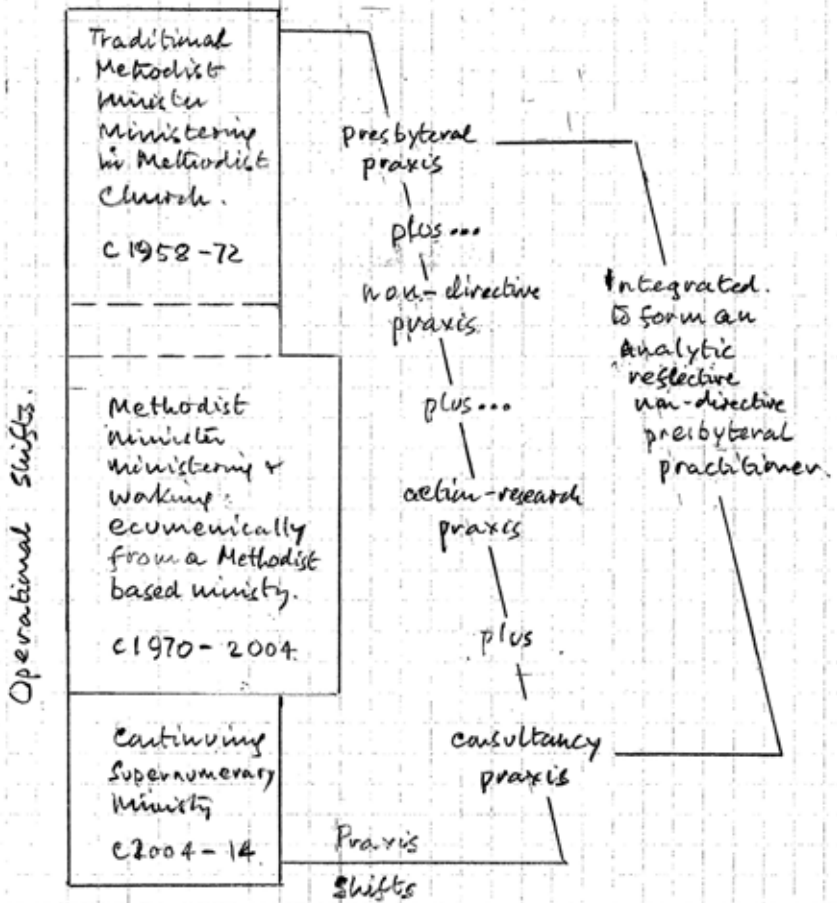 Traditional
Methodist
minister
Ministering
in Methodist
Church.
C 1958-72
Methodist
minister
ministering &
working
ecumenically
from a Methodist
based ministry.
C1970-2004
Continuing
Supernumerary
Ministry
C2004-14
Operational Shifts.
presbyteral
praxis
plus...
non-directive
praxis
plus...
action-research
praxis
plus
consultancy
praxis
Praxis
Shifts
Integrated.
to form an
Analytic
reflective
non-directive
presbyteral
practitioner.